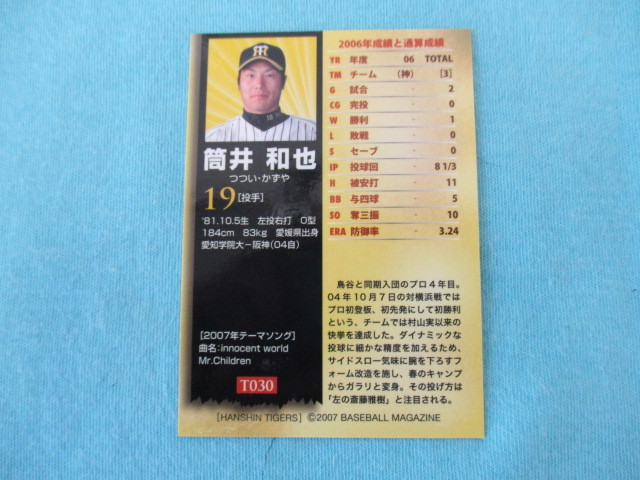 筒井 和也
つつい・かずや
19[投手]
'81.10.5生 左投右打 O型
184cm 83kg 愛媛県出身
愛知学院大－阪神(04自)
[2007年テーマソング]
曲名：innocent world
Mr.Children
T030
2006年成績と通算成績
YR 年度 06 TOTAL
TM チーム （神） [3]
G 試合 - 2
CG 完投 - 0
W 勝利 - 1
L 敗戦 - 0
S セーブ - 0
IP 投球回 - 8 1/3
H 被安打 - 11
BB 与四球 - 5
SO 奪三振 - 10
ERA 防御率 - 3.24
鳥谷と同期入団のプロ４年目。
04年10月7日の対横浜戦では
プロ初登板、初先発にして初勝利
という、チームでは村山実以来の
快挙を達成した。ダイナミックな
投球に細かな精度を加えるため、
サイドスロー気味に腕を下ろすフ
ォーム改造を施し、春のキャンプ
からガラリと変身。その投げ方は
「左の斎藤雅樹」と注目される。
[HANSHIN TIGERS] ©2007 BASEBALL MAGAZINE